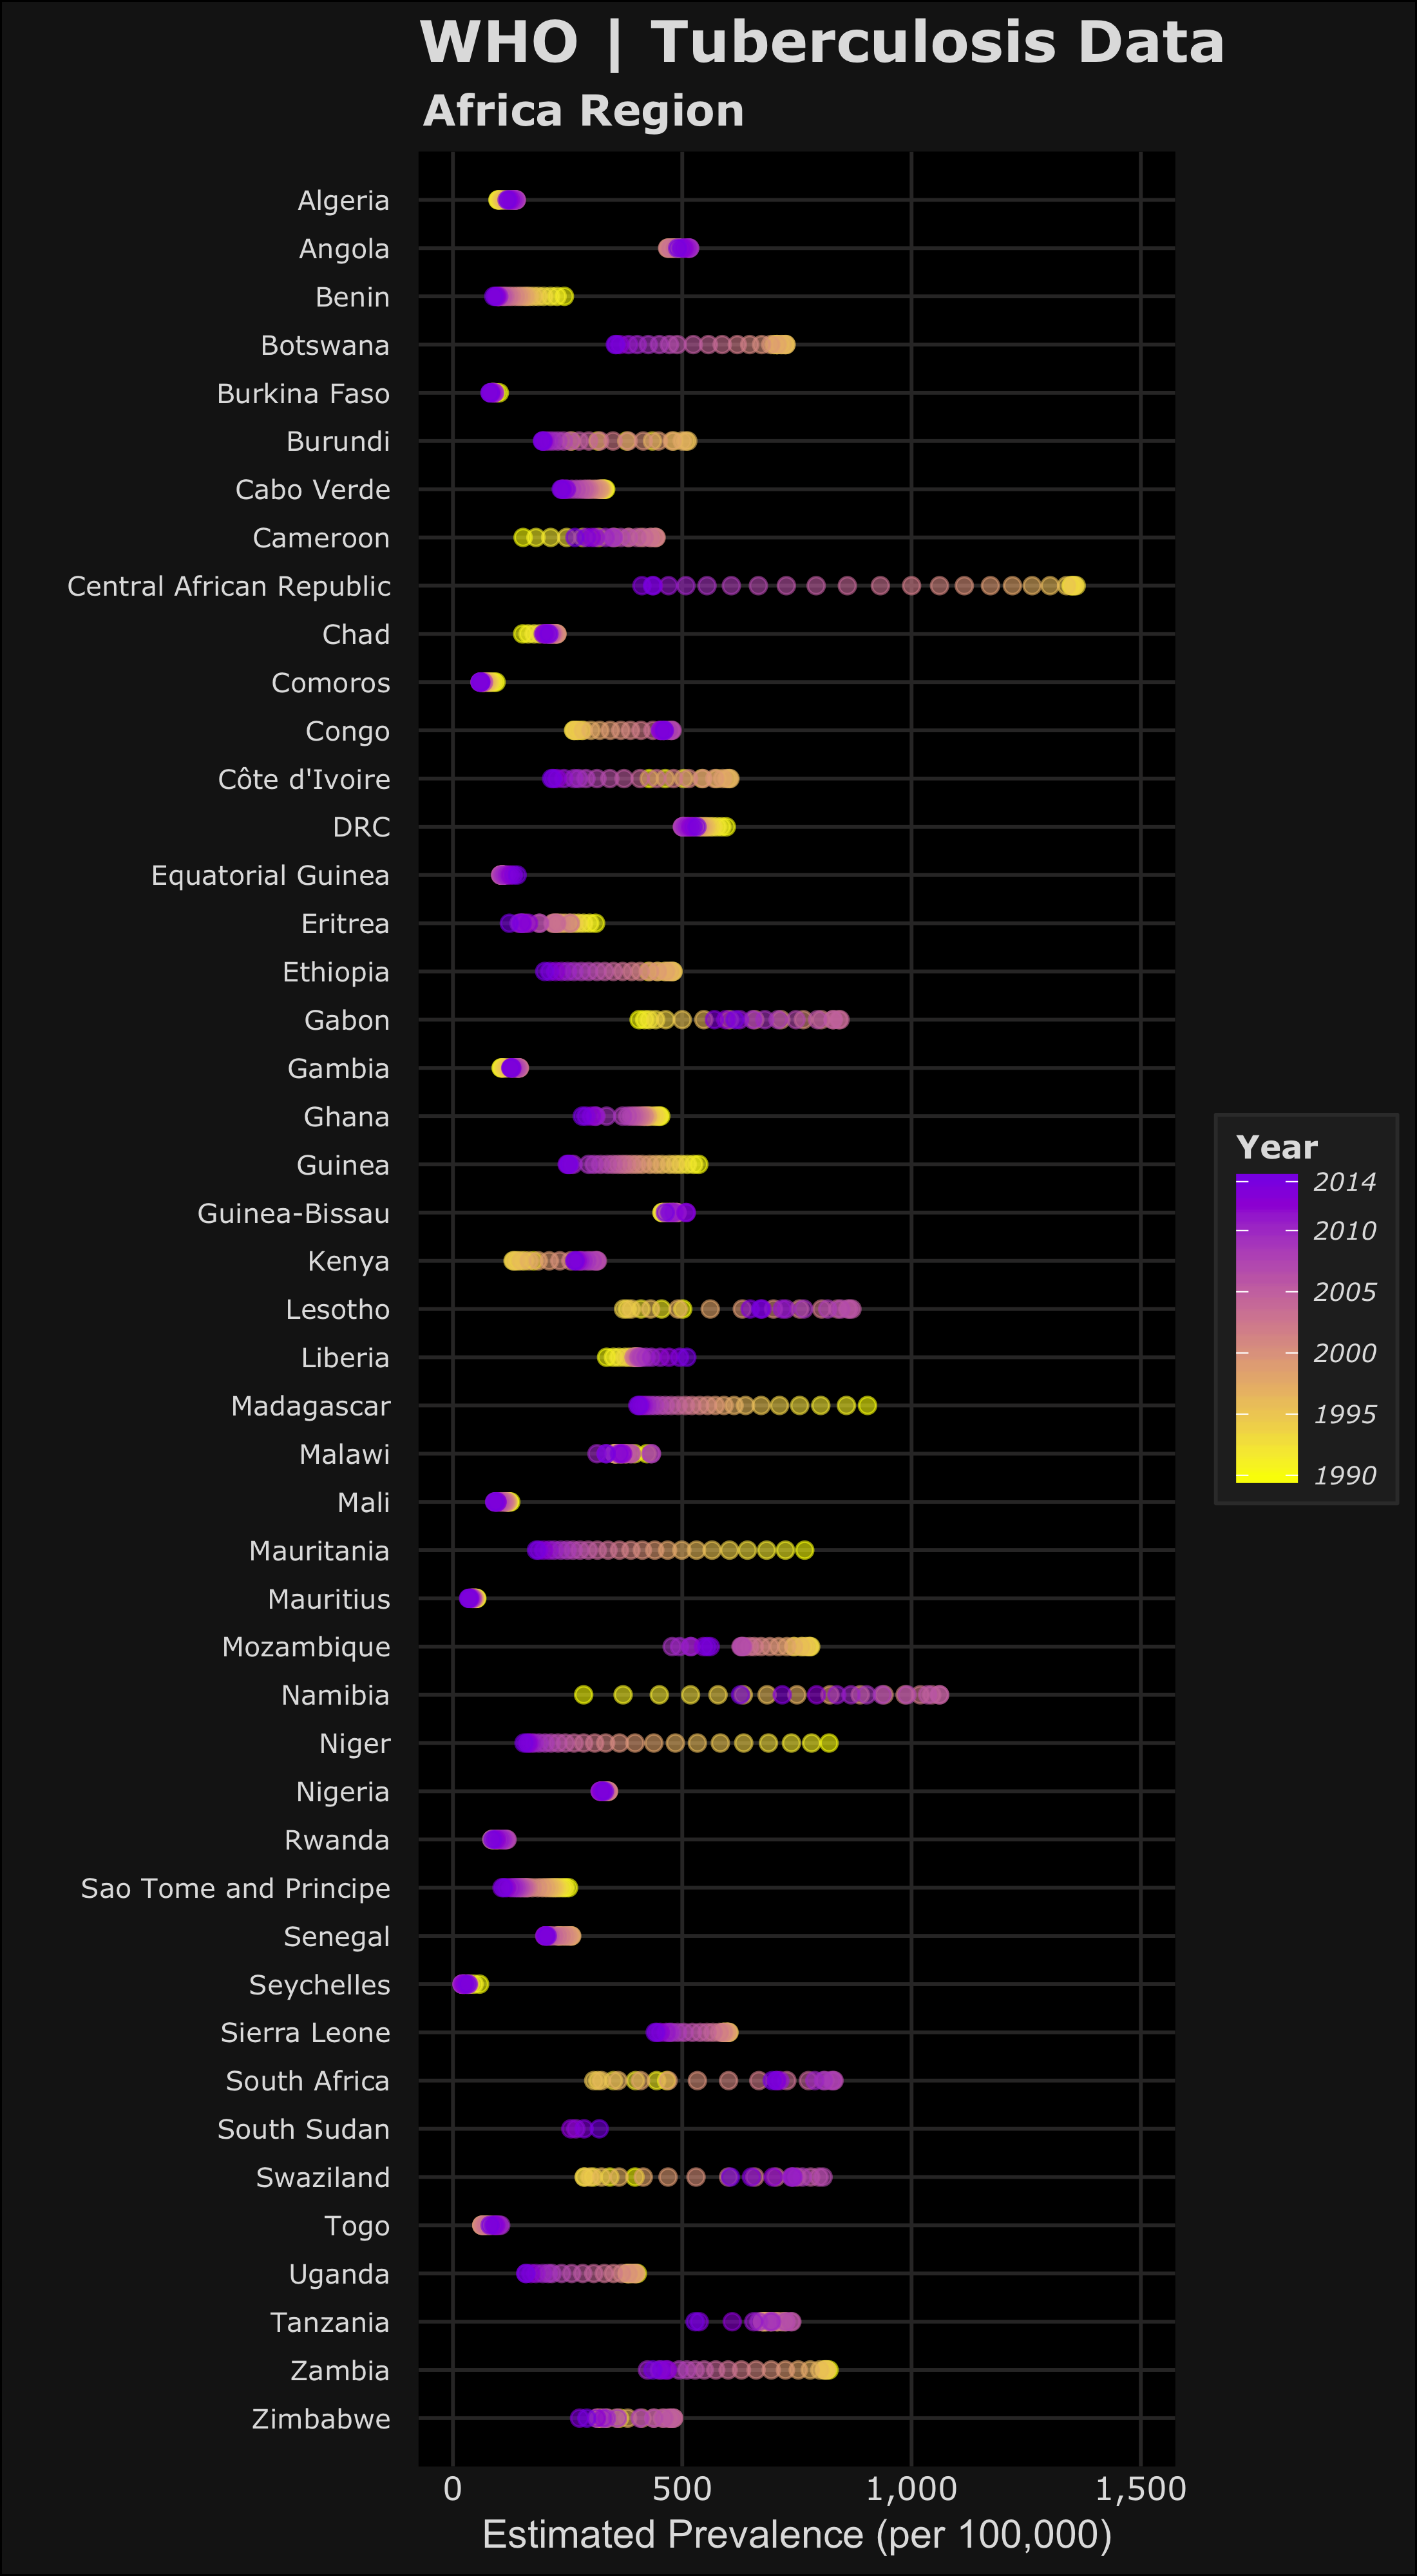 WHO | Tuberculosis Data
Africa Region
Algeria
Angola
Benin
Botswana
Burkina Faso
Burundi
Cabo Verde
Cameroon
Central African Republic
Chad
Comoros
Congo
Côte d'Ivoire
DRC
Equatorial Guinea
Eritrea
Ethiopia
Gabon
Gambia
Ghana
Guinea
Guinea-Bissau
Kenya
Lesotho
Liberia
Madagascar
Malawi
Mali
Mauritania
Mauritius
Mozambique
Namibia
Niger
Nigeria
Rwanda
Sao Tome and Principe
Senegal
Seychelles
Sierra Leone
South Africa
South Sudan
Swaziland
Togo
Uganda
Tanzania
Zambia
Zimbabwe
0 500 1,000 1,500
Estimated Prevalence (per 100,000)
Year
2014
2010
2005
2000
1995
1990